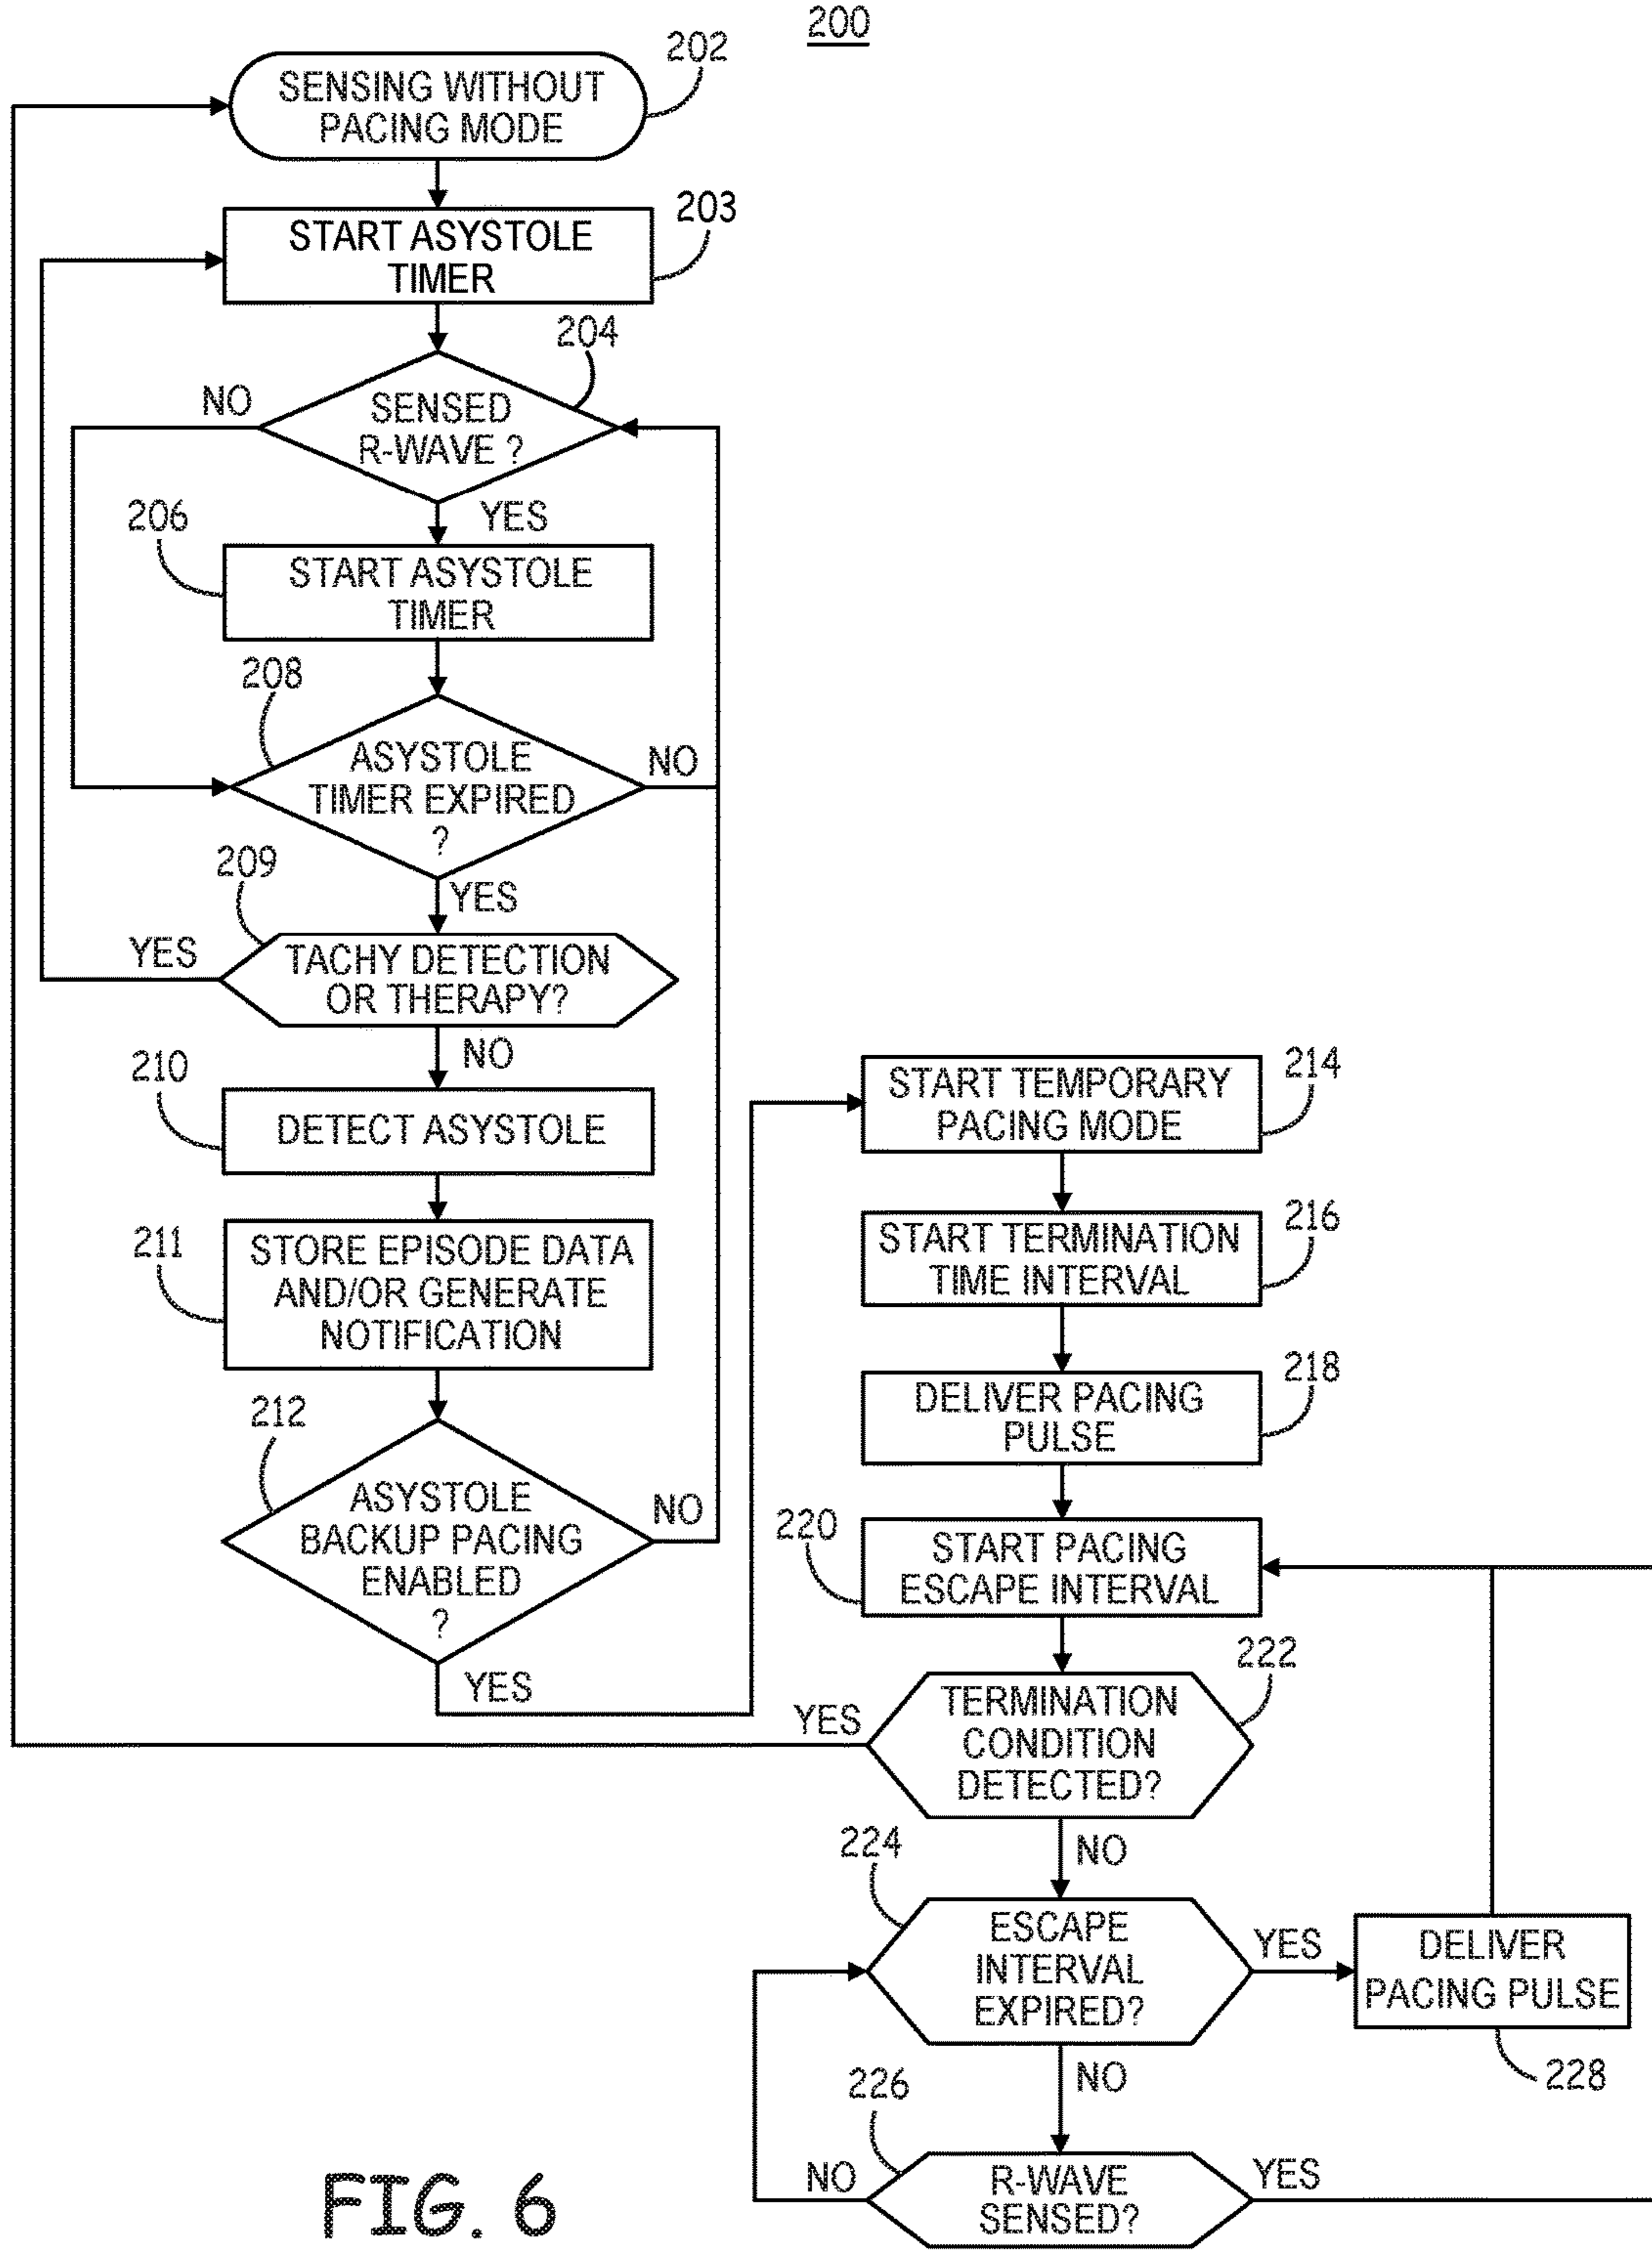 200
202
SENSING WITHOUT
PACING MODE
203
START ASYSTOLE
TIMER
204
NO
SENSED
R-WAVE ?
YES
206
START ASYSTOLE
TIMER
208
ASYSTOLE
TIMER EXPIRED
?
NO
209
YES
YES
TACHY DETECTION
OR THERAPY?
NO
210
DETECT ASYSTOLE
211
STORE EPISODE DATA
AND/OR GENERATE
NOTIFICATION
212
ASYSTOLE
BACKUP PACING
ENABLED
?
NO
YES
START TEMPORARY
PACING MODE
214
START TERMINATION
TIME INTERVAL
216
DELIVER PACING
PULSE
218
220
START PACING
ESCAPE INTERVAL
222
YES
TERMINATION
CONDITION
DETECTED?
NO
224
ESCAPE
INTERVAL
EXPIRED?
YES
DELIVER
PACING PULSE
228
NO
226
NO
R-WAVE
SENSED?
YES
FIG. 6